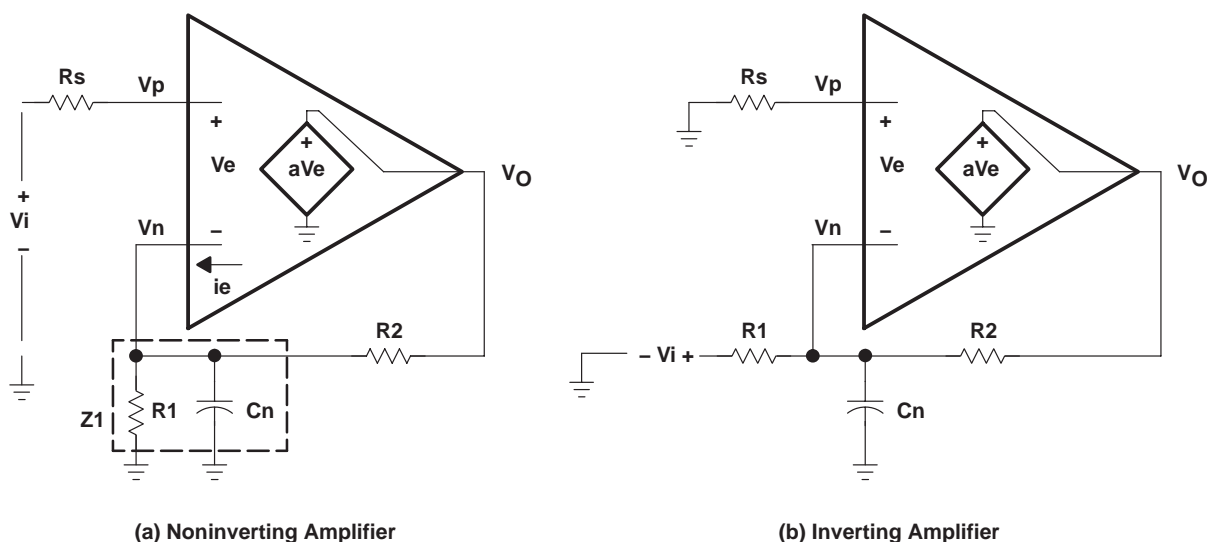 Rs
Vp
+
Ve
+
aVe
VO
+
Vi
–
Vn
–
ie
R2
Z1
R1
Cn
(a) Noninverting Amplifier
Rs
Vp
+
Ve
+
aVe
VO
Vn
–
R1
R2
– Vi +
Cn
(b) Inverting Amplifier